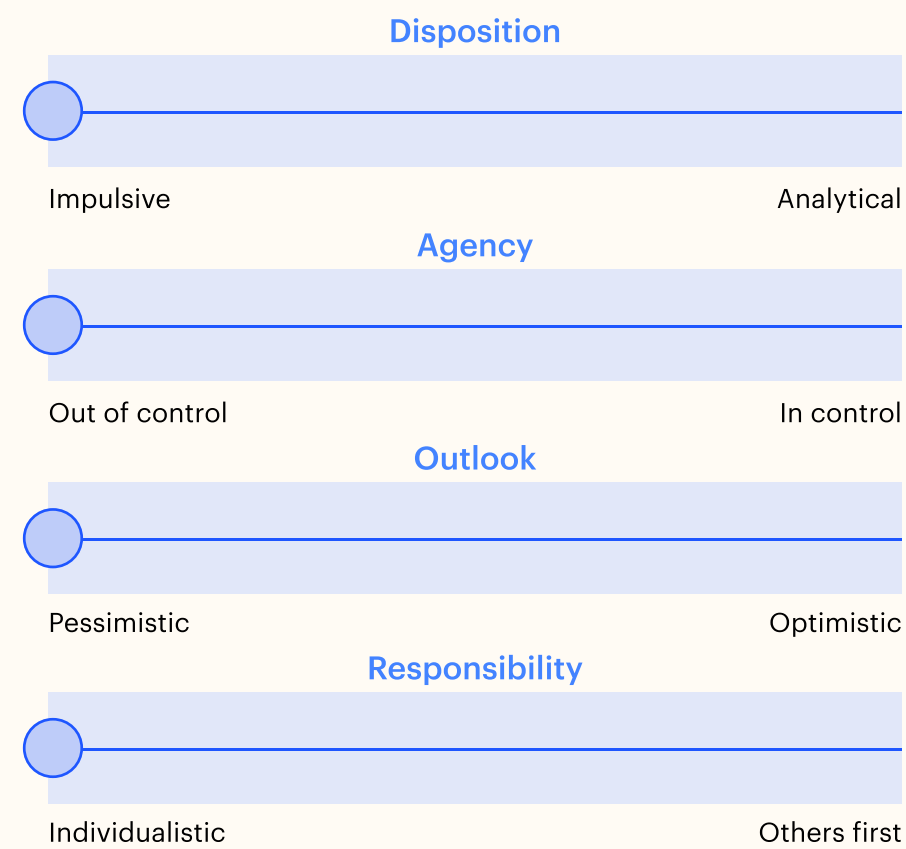 Disposition
Impulsive Analytical
Agency
Out of control In control
Outlook
Pessimistic Optimistic
Responsibility
Individualistic Others first